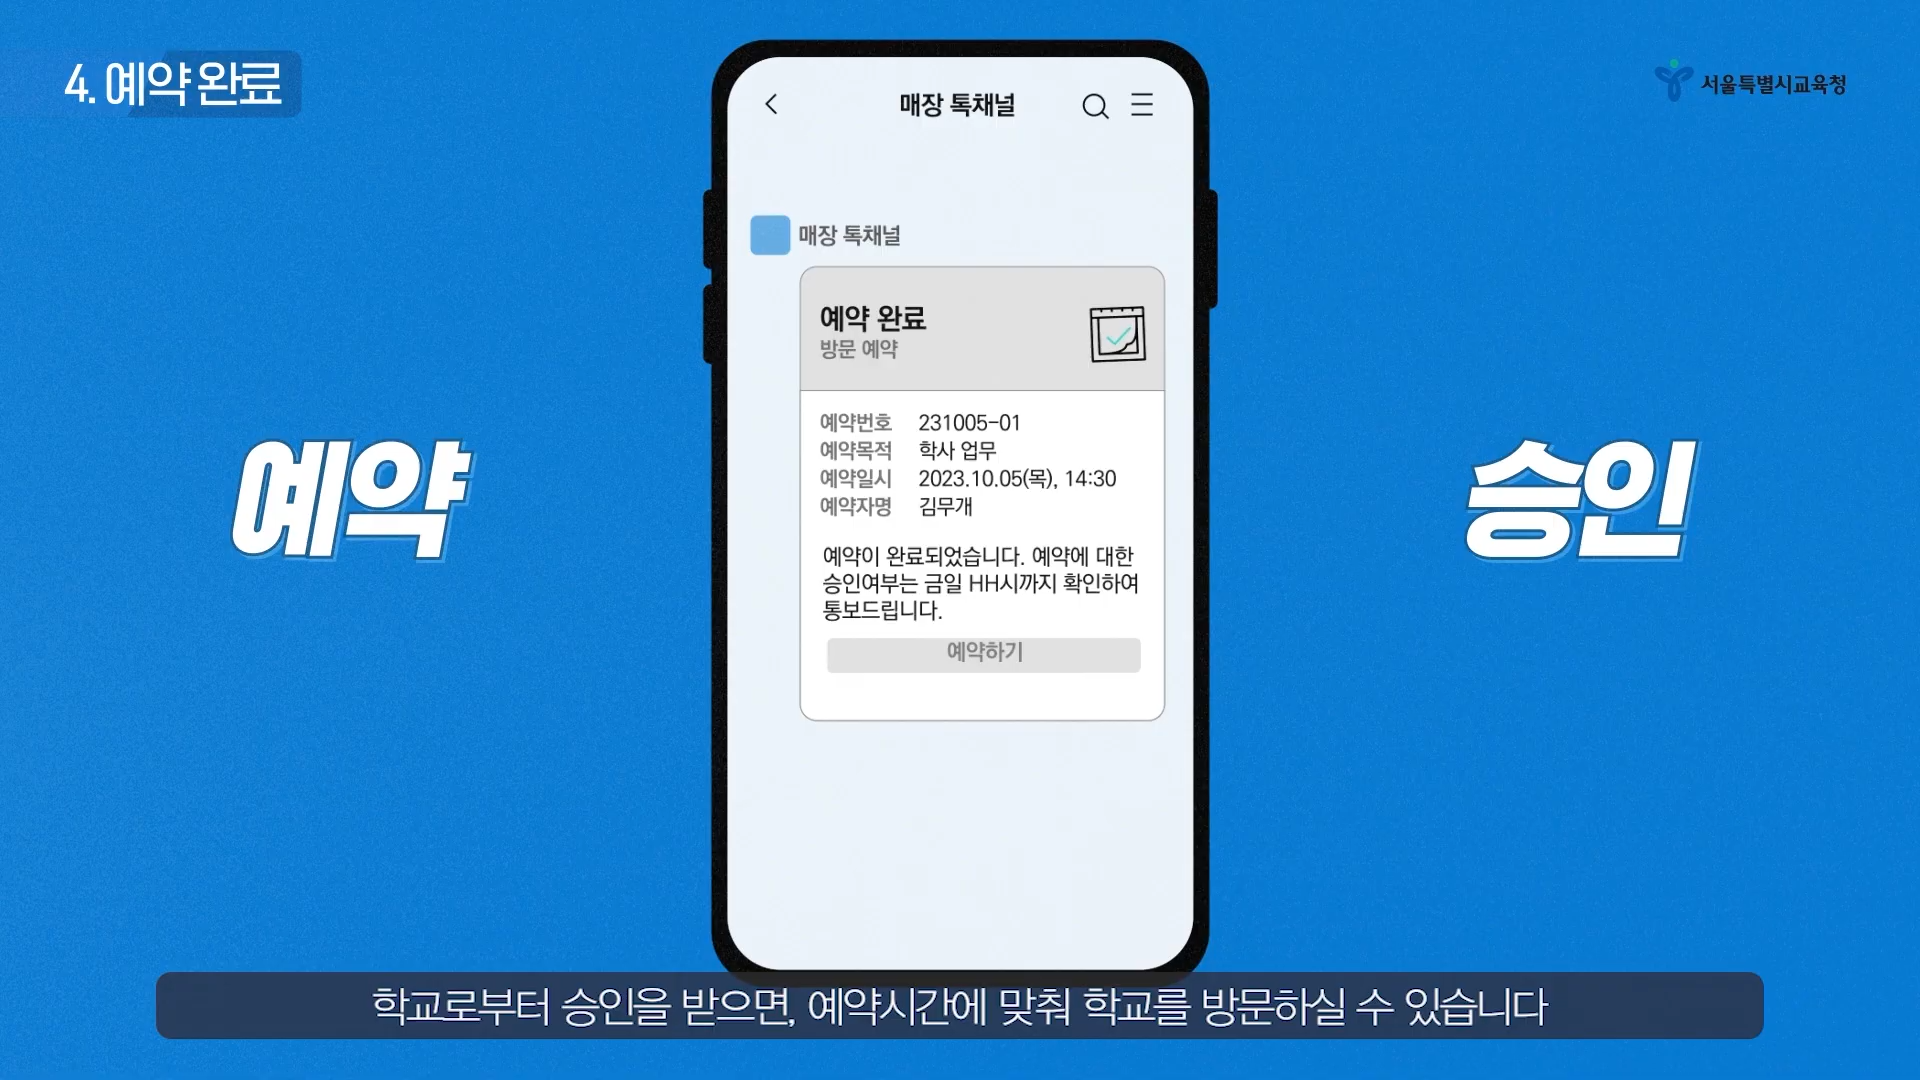 4. 예약 완료
서울특별시교육청
매장 톡채널
매장 톡채널
예약 완료
방문 예약
예약번호 231005-01
예약목적 학사 업무
예약일시 2023.10.05(목), 14:30
예약자명 김무개
예약이 완료되었습니다. 예약에 대한
승인여부는 금일 HH시까지 확인하여
통보드립니다.
예약하기
예약
승인
학교로부터 승인을 받으면, 예약시간에 맞춰 학교를 방문하실 수 있습니다